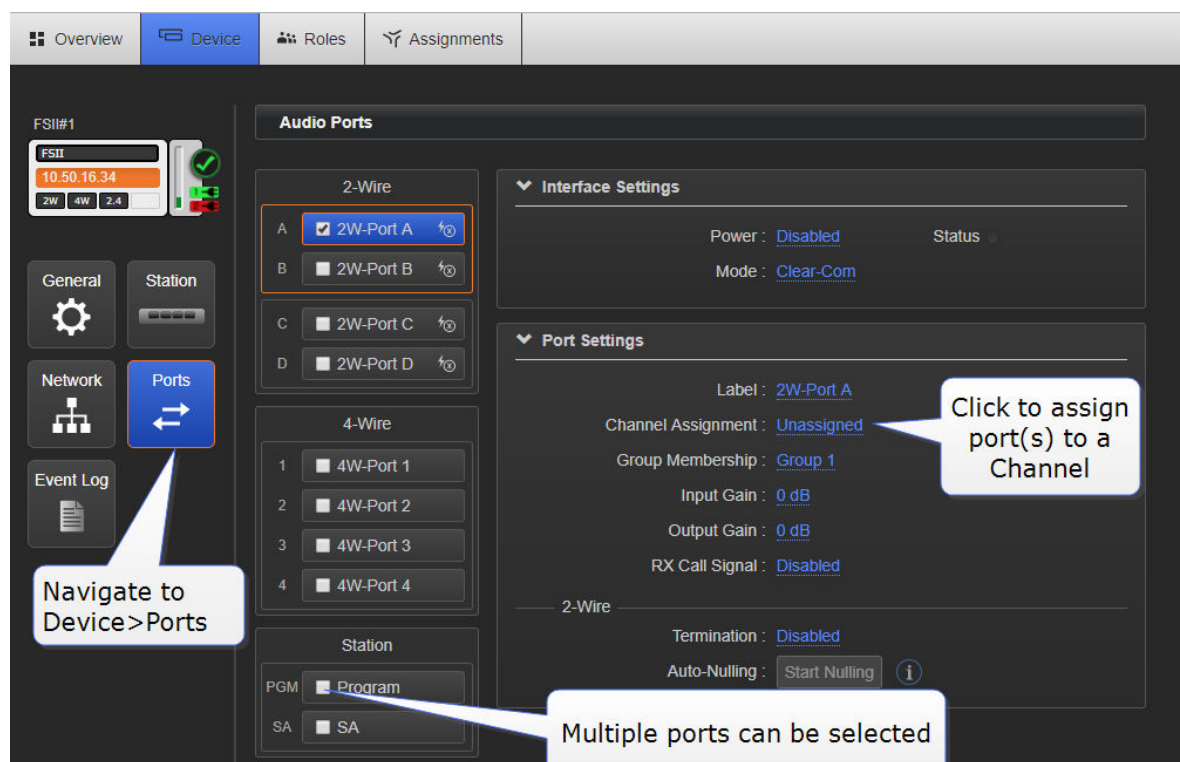 Overview
Device
Roles
Assignments
FSII#1
FSII
10.50.16.34
2W 4W 2.4
General
Station
Network
Ports
Event Log
Navigate to
Device>Ports
Audio Ports
2-Wire
A 2W-Port A
B 2W-Port B
C 2W-Port C
D 2W-Port D
4-Wire
1 4W-Port 1
2 4W-Port 2
3 4W-Port 3
4 4W-Port 4
Station
PGM Program
SA SA
Interface Settings
Power : Disabled Status
Mode : Clear-Com
Port Settings
Label : 2W-Port A
Channel Assignment : Unassigned
Group Membership : Group 1
Input Gain : 0 dB
Output Gain : 0 dB
RX Call Signal : Disabled
2-Wire
Termination : Disabled
Auto-Nulling : Start Nulling i
Click to assign
port(s) to a
Channel
Multiple ports can be selected